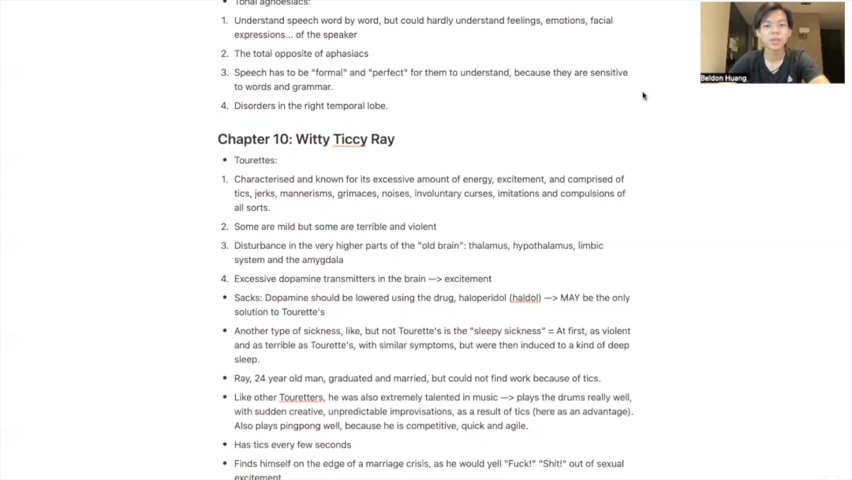 Tonal agnosiacs:
1. Understand speech word by word, but could hardly understand feelings, emotions, facial
expressions... of the speaker
2. The total opposite of aphasiacs
3. Speech has to be "formal" and "perfect" for them to understand, because they are sensitive
to words and grammar.
4. Disorders in the right temporal lobe.
Beldon Huang
Chapter 10: Witty Ticcy Ray
• Tourettes:
1. Characterised and known for its excessive amount of energy, excitement, and comprised of
tics, jerks, mannerisms, grimaces, noises, involuntary curses, imitations and compulsions of
all sorts.
2. Some are mild but some are terrible and violent
3. Disturbance in the very higher parts of the "old brain": thalamus, hypothalamus, limbic
system and the amygdala
4. Excessive dopamine transmitters in the brain —> excitement
• Sacks: Dopamine should be lowered using the drug, haloperidol (haldol) —> MAY be the only
solution to Tourette's
• Another type of sickness, like, but not Tourette's is the "sleepy sickness" = At first, as violent
and as terrible as Tourette's, with similar symptoms, but were then induced to a kind of deep
sleep.
• Ray, 24 year old man, graduated and married, but could not find work because of tics.
• Like other Touretters, he was also extremely talented in music —> plays the drums really well,
with sudden creative, unpredictable improvisations, as a result of tics (here as an advantage).
Also plays pingpong well, because he is competitive, quick and agile.
• Has tics every few seconds
• Finds himself on the edge of a marriage crisis, as he would yell "Fuck!" "Shit!" out of sexual
excitement